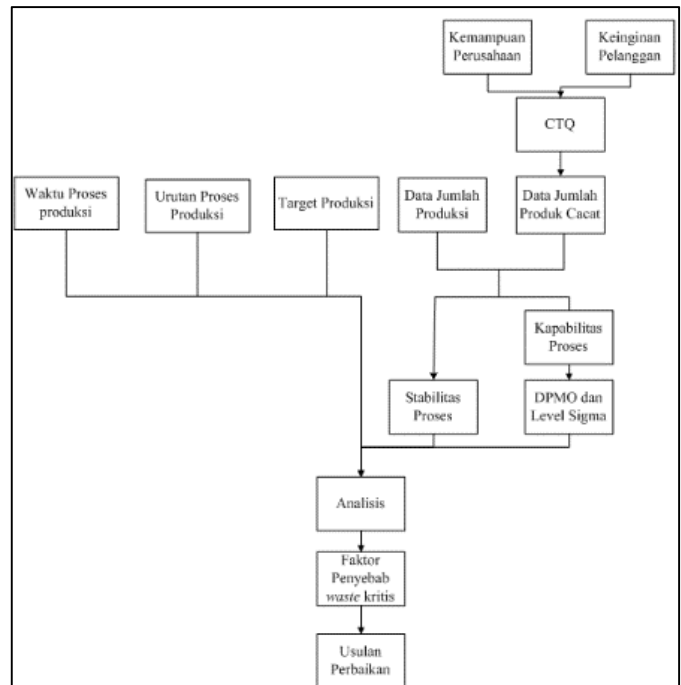 Kemampuan
Perusahaan
Keinginan
Pelanggan
CTQ
Waktu Proses
produksi
Urutan Proses
Produksi
Target Produksi
Data Jumlah
Produksi
Data Jumlah
Produk Cacat
Kapabilitas
Proses
Stabilitas
Proses
DPMO dan
Level Sigma
Analisis
Faktor
Penyebab
waste kritis
Usulan
Perbaikan